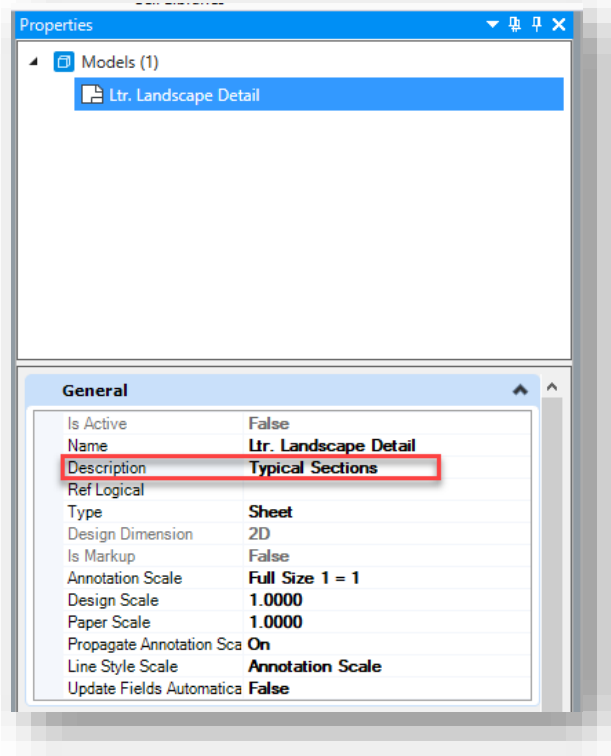 Properties
Models (1)
Ltr. Landscape Detail
General
Is Active False
Name Ltr. Landscape Detail
Description Typical Sections
Ref Logical
Type Sheet
Design Dimension 2D
Is Markup False
Annotation Scale Full Size 1 = 1
Design Scale 1.0000
Paper Scale 1.0000
Propagate Annotation Sca On
Line Style Scale Annotation Scale
Update Fields Automatica False